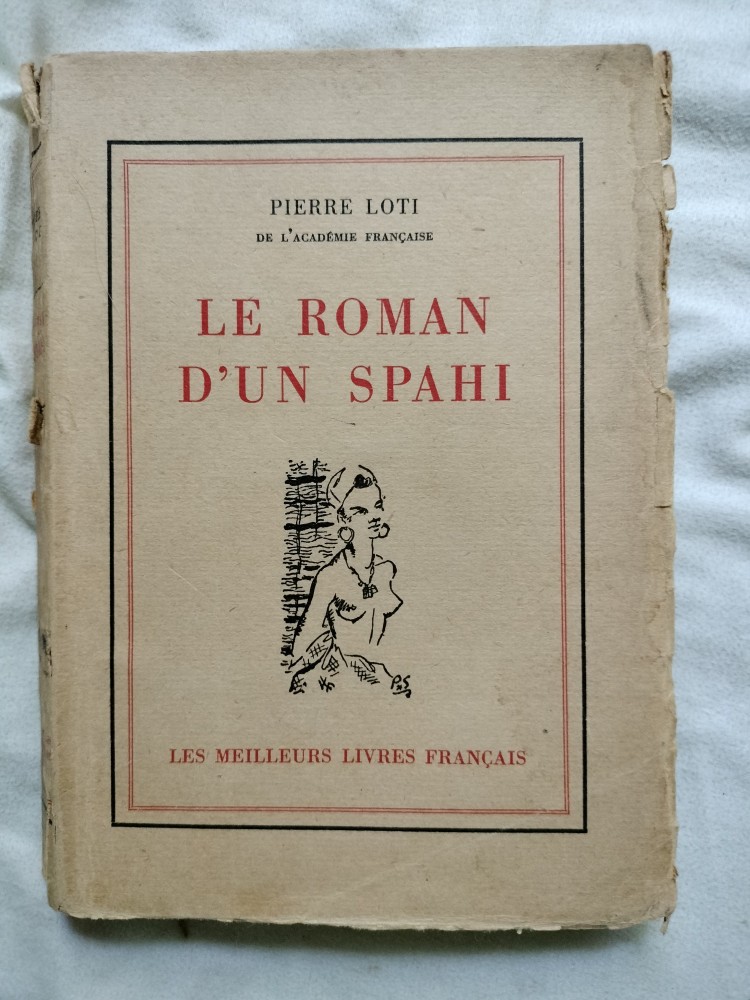 PIERRE LOTI
DE L'ACADÉMIE FRANÇAISE
LE ROMAN
D'UN SPAHI
LES MEILLEURS LIVRES FRANÇAIS